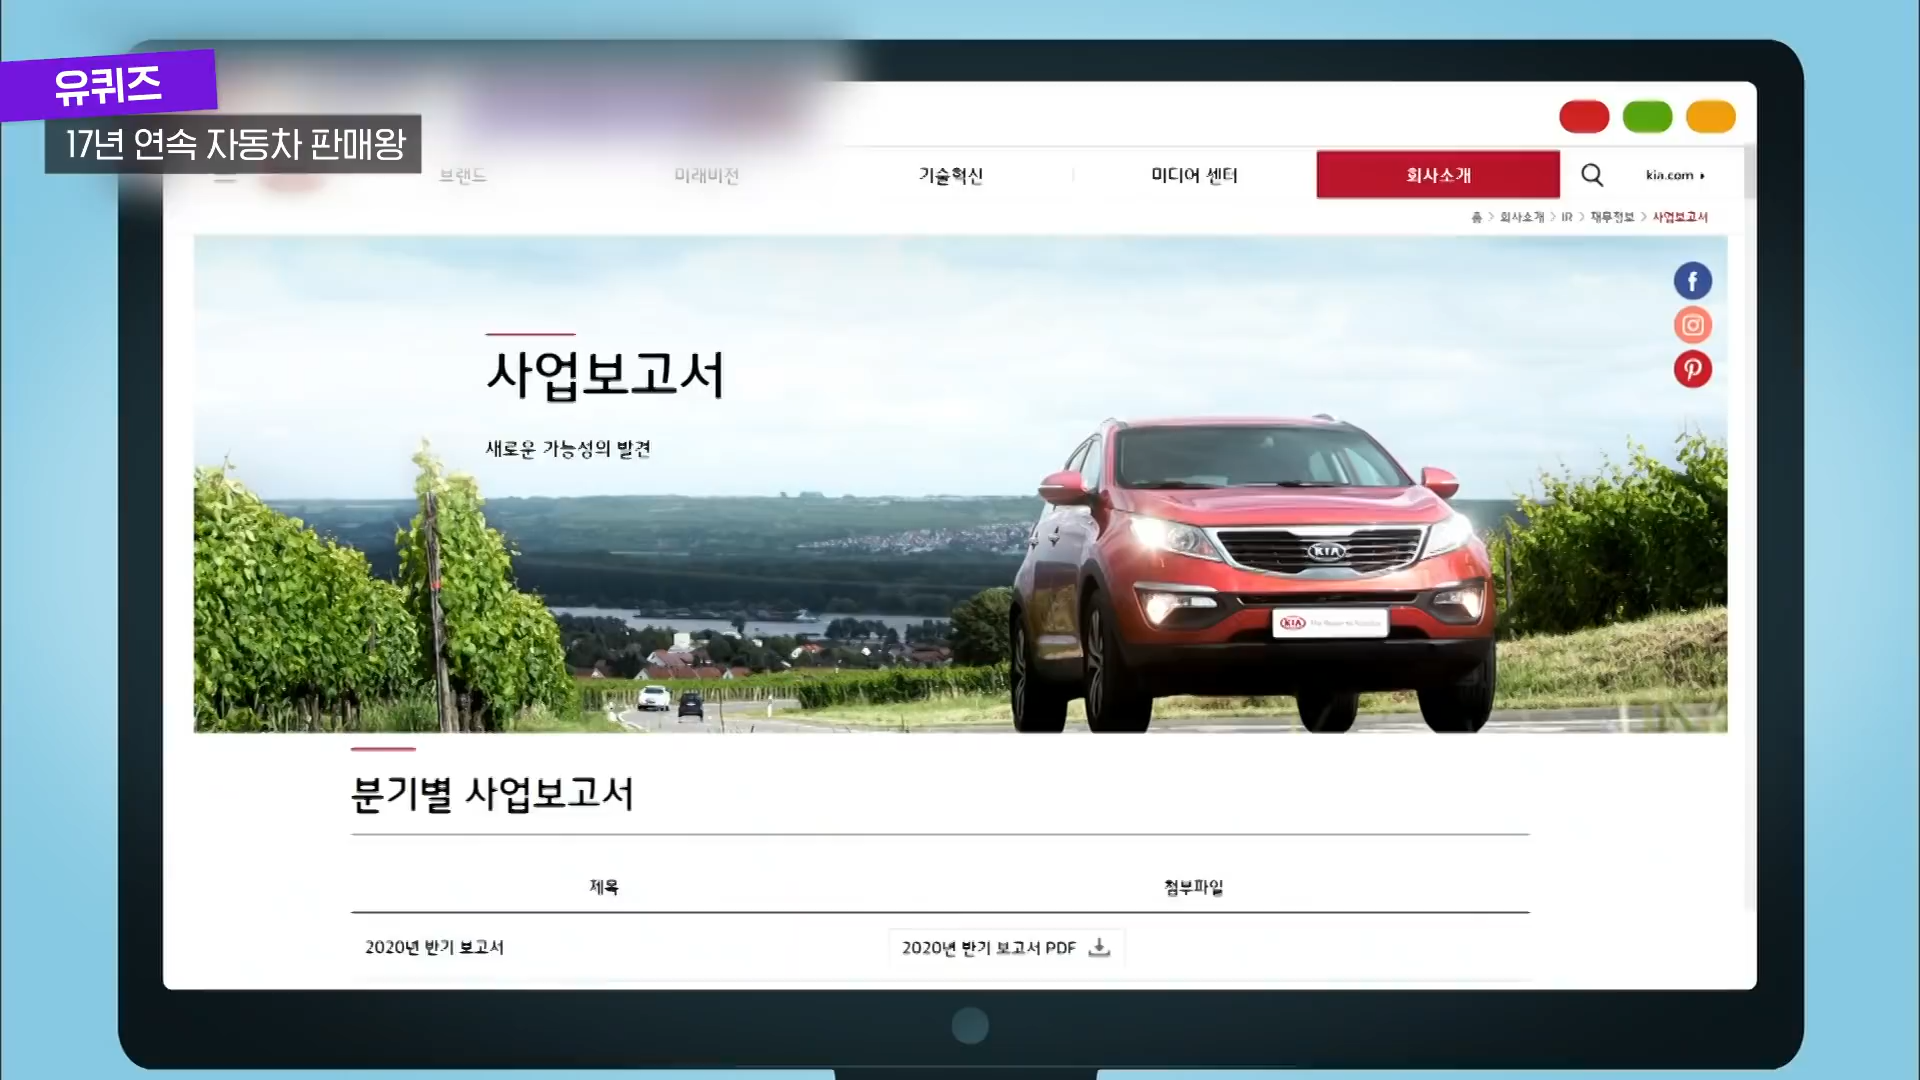 유퀴즈
17년 연속 자동차 판매왕
브랜드
미래비전
기술혁신
미디어 센터
회사소개
kia.com
홈 > 회사소개 > IR > 재무정보 > 사업보고서
사업보고서
새로운 가능성의 발견
KIA
KIA
분기별 사업보고서
제목
첨부파일
2020년 반기 보고서
2020년 반기 보고서 PDF